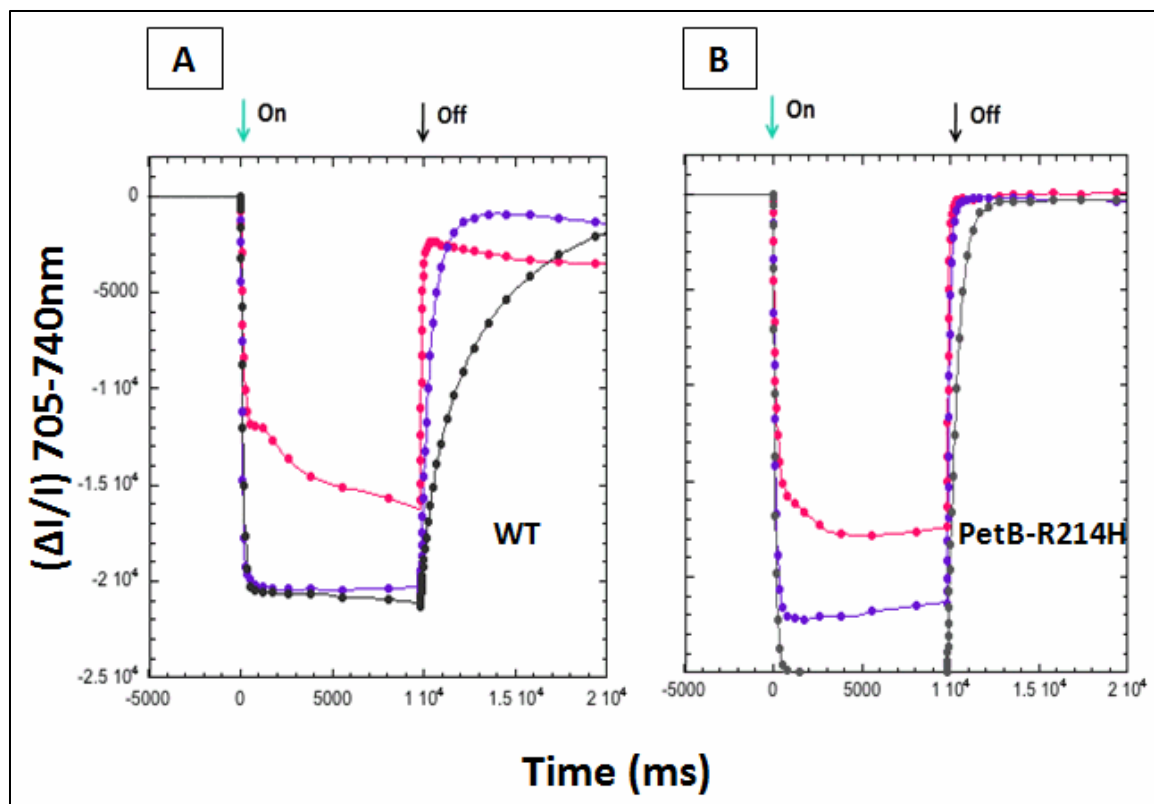 A
B
On
Off
On
Off
(ΔI/I) 705-740nm
0
-5000
-1 10⁴
-1.5 10⁴
-2 10⁴
-2.5 10⁴
WT
PetB-R214H
-5000 0 5000 1 10⁴ 1.5 10⁴ 2 10⁴
-5000 0 5000 1 10⁴ 1.5 10⁴ 2 10⁴
Time (ms)